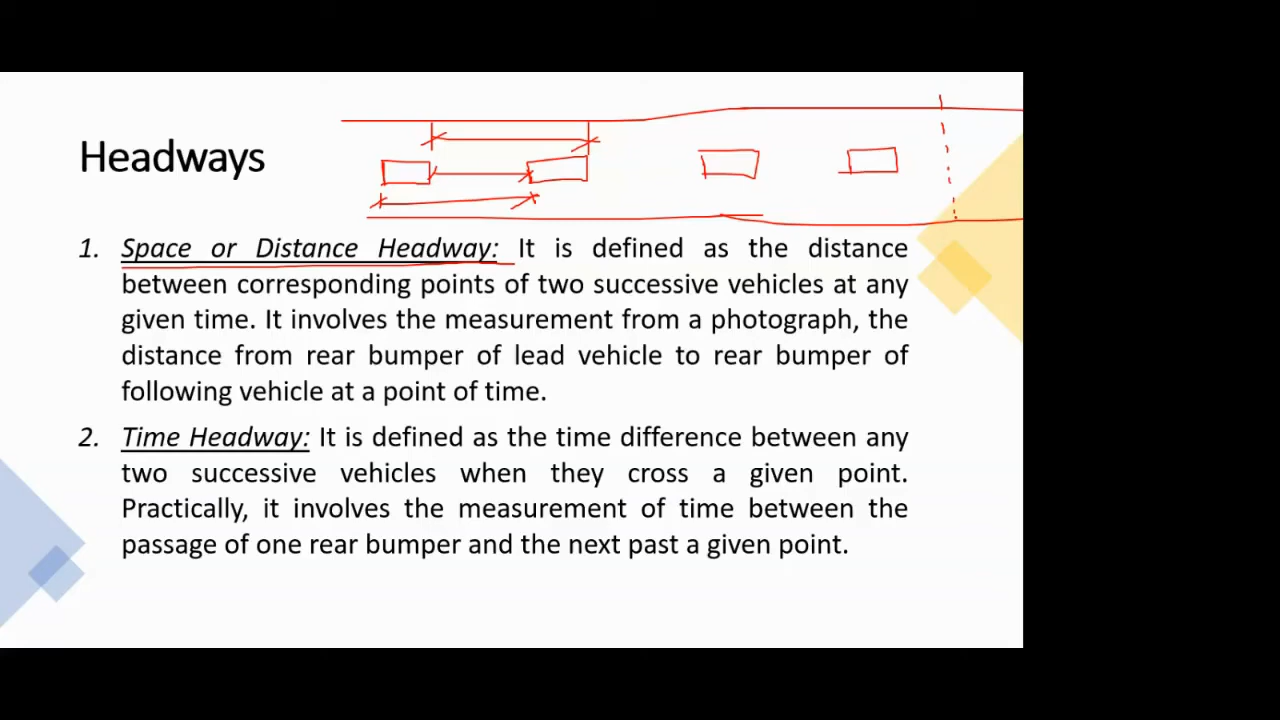 Headways
1. Space or Distance Headway: It is defined as the distance
between corresponding points of two successive vehicles at any
given time. It involves the measurement from a photograph, the
distance from rear bumper of lead vehicle to rear bumper of
following vehicle at a point of time.
2. Time Headway: It is defined as the time difference between any
two successive vehicles when they cross a given point.
Practically, it involves the measurement of time between the
passage of one rear bumper and the next past a given point.